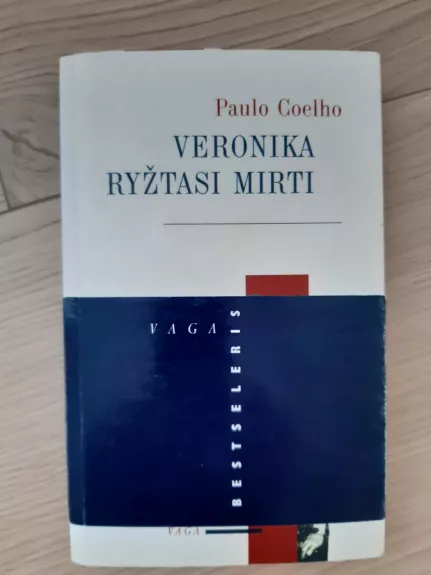 Paulo Coelho
VERONIKA
RYŽTASI MIRTI
VAGA
BESTSELERIS
VAGA